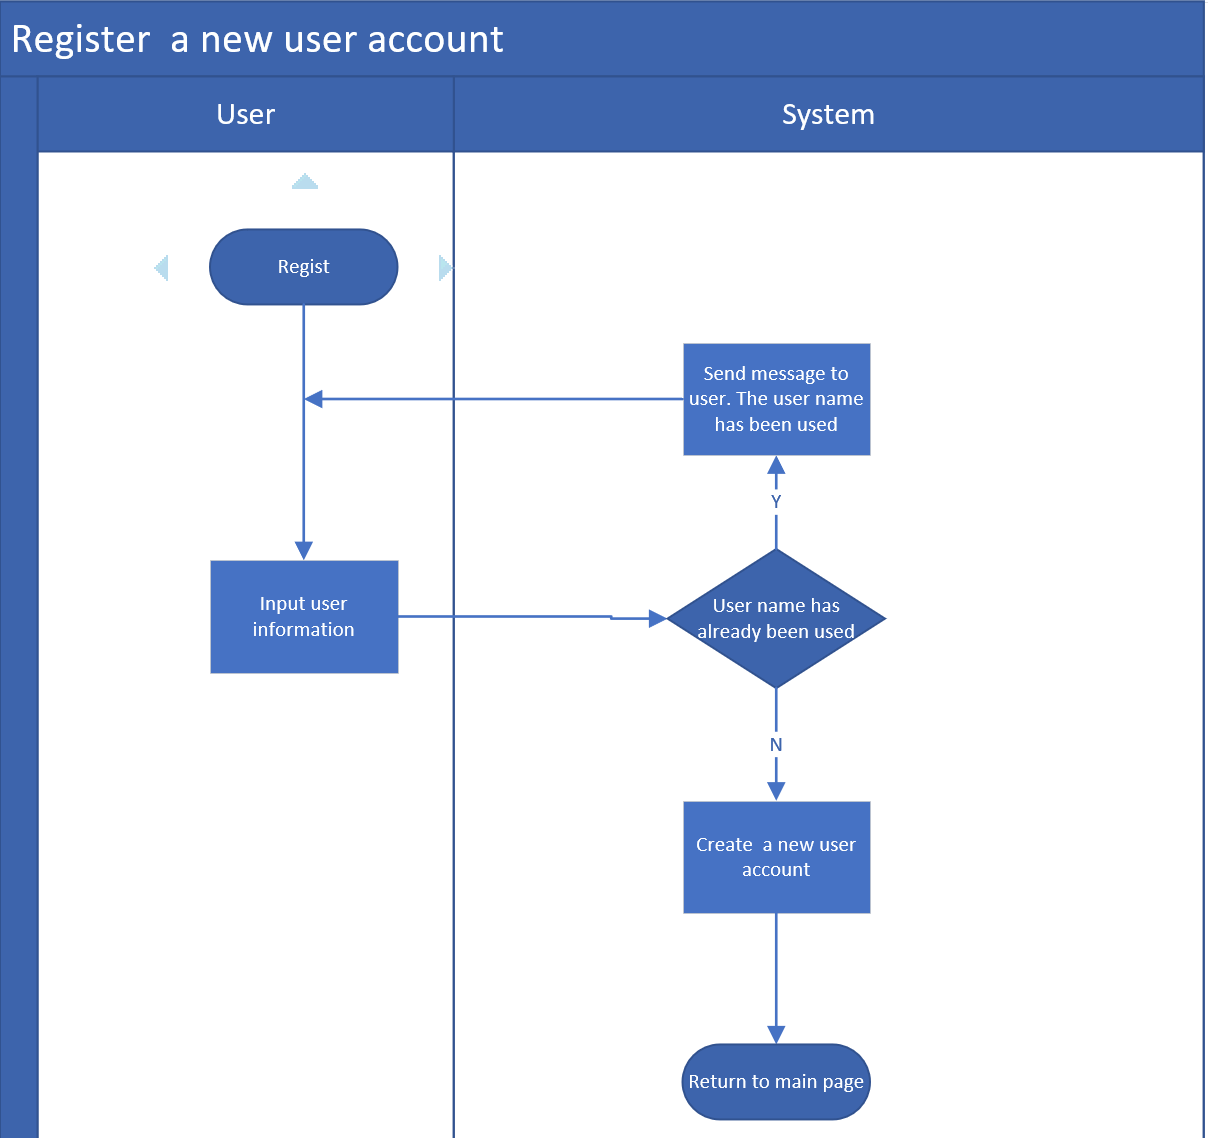 Register  a new user account
User
System
Regist
Send message to
user. The user name
has been used
Y
Input user
information
User name has
already been used
N
Create  a new user
account
Return to main page